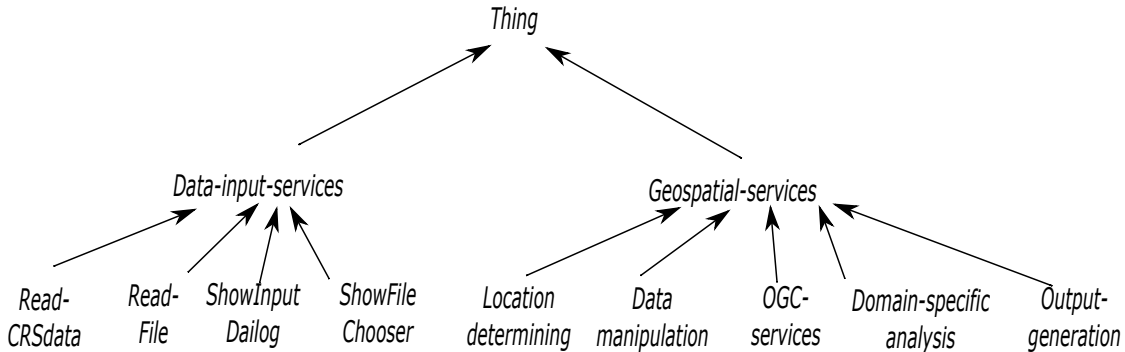 Thing
Data-input-services
Geospatial-services
Read-
CRSdata
Read-
File
ShowInput
Dailog
ShowFile
Chooser
Location
determining
Data
manipulation
OGC-
services
Domain-specific
analysis
Output-
generation